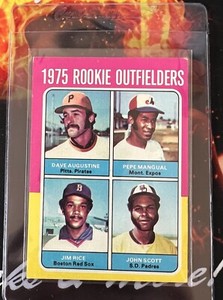 1975 ROOKIE OUTFIELDERS
P
DAVE AUGUSTINE
Pitts. Pirates
PEPE MANGUAL
Mont. Expos
B
JIM RICE
Boston Red Sox
JOHN SCOTT
S.D. Padres